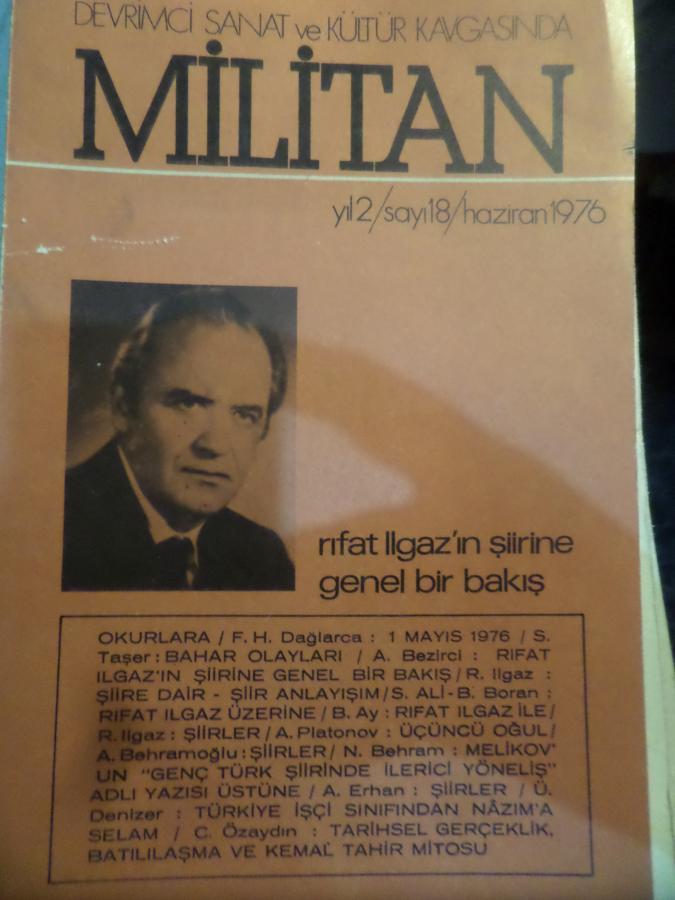 DEVRİMCİ SANAT ve KÜLTÜR KAVGASINDA
MİLİTAN
yıl2/sayı18/haziran1976
rıfat Ilgaz'ın şiirine
genel bir bakış
OKURLARA / F. H. Dağlarca : 1 MAYIS 1976 / S.
Taşer : BAHAR OLAYLARI / A. Bezirci : RIFAT
ILGAZ'IN ŞİİRİNE GENEL BİR BAKIŞ / R. Ilgaz :
ŞİİRE DAİR - ŞİİR ANLAYIŞIM / S. ALİ - B. Boran :
RIFAT ILGAZ ÜZERİNE / B. Ay : RIFAT ILGAZ İLE /
R. Ilgaz : ŞİİRLER / A. Platonov : ÜÇÜNCÜ OĞUL /
A. Behramoğlu : ŞİİRLER / N. Behram : MELİKOV'
UN "GENÇ TÜRK ŞİİRİNDE İLERİCİ YÖNELİŞ"
ADLI YAZISI ÜSTÜNE / A. Erhan : ŞİİRLER / Ü.
Denizer : TÜRKİYE İŞÇİ SINIFINDAN NÂZIM'A
SELAM / C. Özaydın : TARİHSEL GERÇEKLİK,
BATILILAŞMA VE KEMAL TAHİR MİTOSU